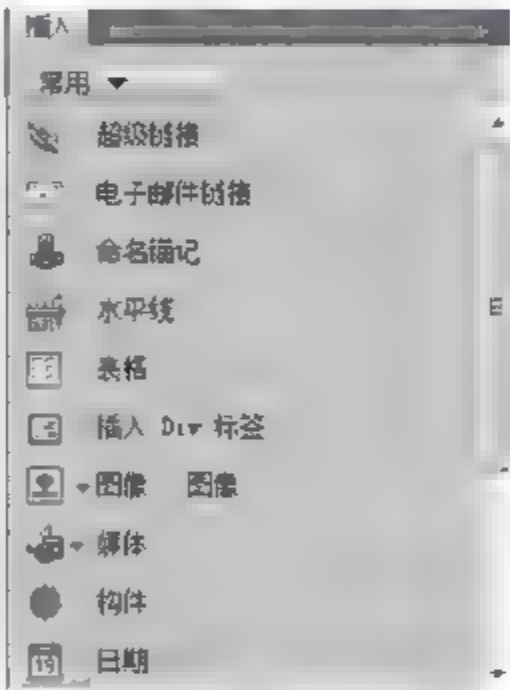 插入
常用
超级链接
电子邮件链接
命名锚记
水平线
表格
插入 Div 标签
图像 图像
媒体
构件
19 日期